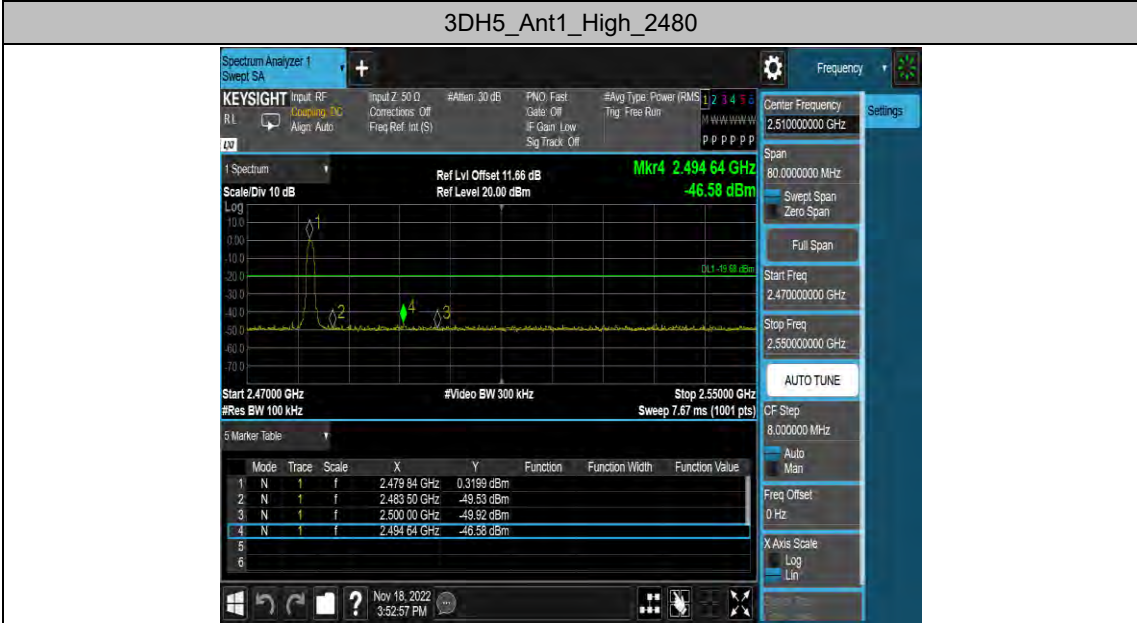 3DH5_Ant1_High_2480
Spectrum Analyzer 1
Swept SA
+
Frequency
KEYSIGHT
Input: RF
Input Z: 50 Ω
#Atten: 30 dB
PNO: Fast
#Avg Type: Power (RMS
1 2 3 4 5 6
RL
Coupling: DC
Corrections: Off
Gate: Off
Trig: Free Run
M W W W W W
Align: Auto
Freq Ref: Int (S)
IF Gain: Low
P P P P P P
LXI
Sig Track: Off
Center Frequency
2.510000000 GHz
Settings
Span
80.0000000 MHz
Swept Span
Zero Span
Full Span
Start Freq
2.470000000 GHz
Stop Freq
2.550000000 GHz
AUTO TUNE
CF Step
8.000000 MHz
Auto
Man
Freq Offset
0 Hz
X Axis Scale
Log
Lin
1 Spectrum
Ref Lvl Offset 11.66 dB
Mkr4 2.494 64 GHz
Scale/Div 10 dB
Ref Level 20.00 dBm
-46.58 dBm
Log
10.0
0.00
-10.0
-20.0
-30.0
-40.0
-50.0
-60.0
-70.0
1
2
4
3
DL1 -19.68 dBm
Start 2.47000 GHz
#Video BW 300 kHz
Stop 2.55000 GHz
#Res BW 100 kHz
Sweep 7.67 ms (1001 pts)
5 Marker Table
Mode Trace Scale X Y Function Function Width Function Value
1 N 1 f 2.479 84 GHz 0.3199 dBm
2 N 1 f 2.483 50 GHz -49.53 dBm
3 N 1 f 2.500 00 GHz -49.92 dBm
4 N 1 f 2.494 64 GHz -46.58 dBm
5
6
?
Nov 18, 2022
3:52:57 PM